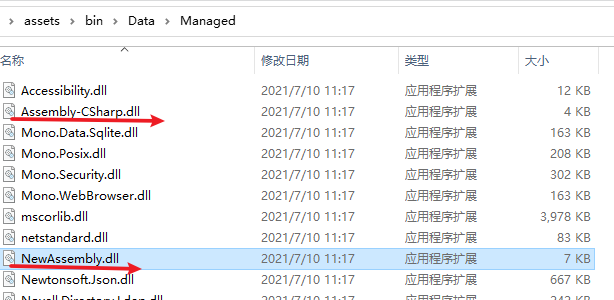 assets > bin > Data > Managed
名称 修改日期 类型 大小
Accessibility.dll 2021/7/10 11:17 应用程序扩展 12 KB
Assembly-CSharp.dll 2021/7/10 11:17 应用程序扩展 4 KB
Mono.Data.Sqlite.dll 2021/7/10 11:17 应用程序扩展 163 KB
Mono.Posix.dll 2021/7/10 11:17 应用程序扩展 208 KB
Mono.Security.dll 2021/7/10 11:17 应用程序扩展 302 KB
Mono.WebBrowser.dll 2021/7/10 11:17 应用程序扩展 163 KB
mscorlib.dll 2021/7/10 11:17 应用程序扩展 3,978 KB
netstandard.dll 2021/7/10 11:17 应用程序扩展 83 KB
NewAssembly.dll 2021/7/10 11:17 应用程序扩展 7 KB
Newtonsoft.Json.dll 2021/7/10 11:17 应用程序扩展 667 KB